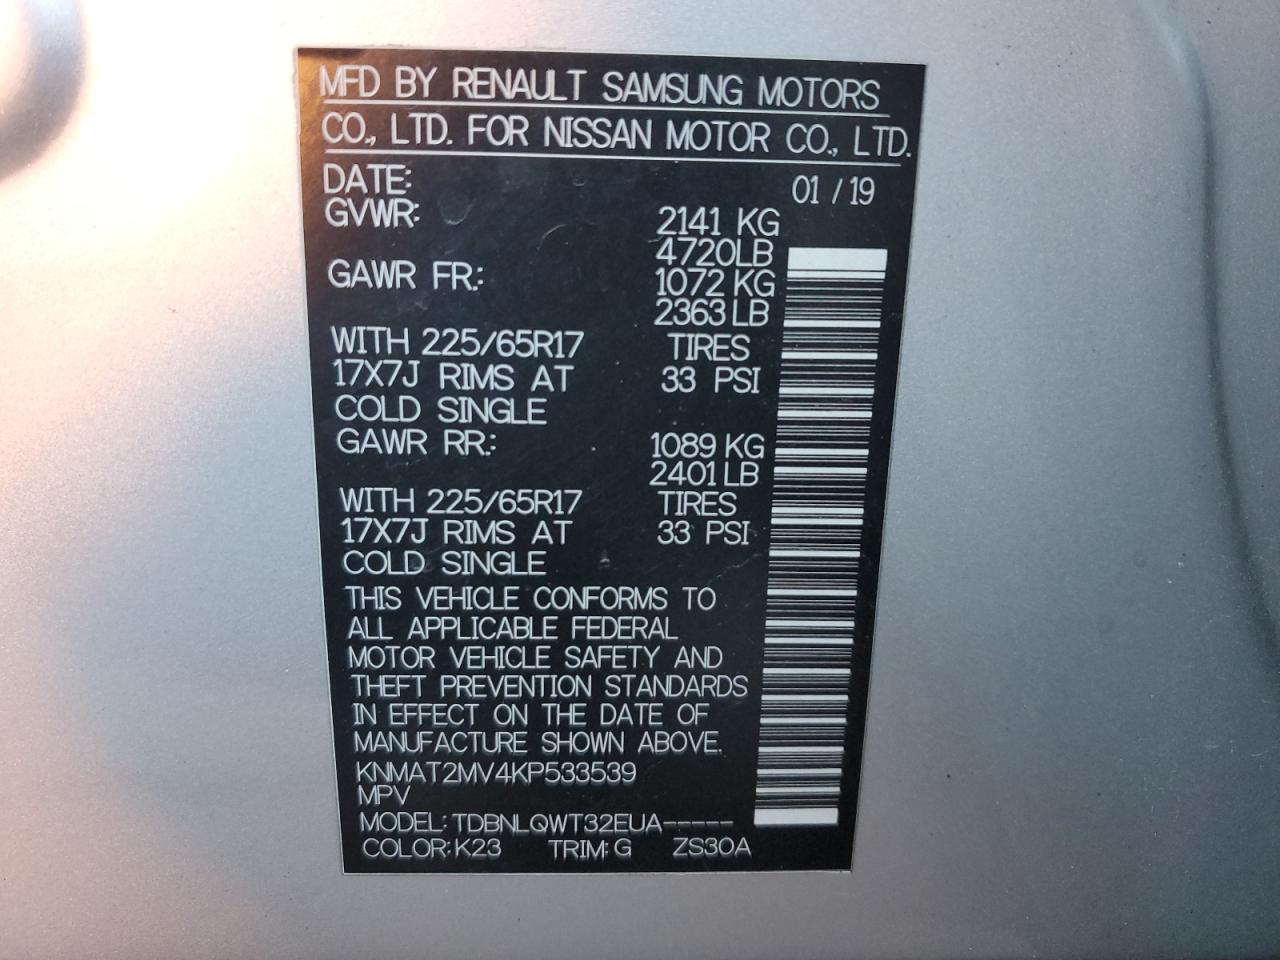 MFD BY RENAULT SAMSUNG MOTORS
CO., LTD. FOR NISSAN MOTOR CO., LTD.
DATE: 01 / 19
GVWR: 2141 KG
4720LB
GAWR FR.: 1072 KG
2363 LB
WITH 225/65R17 TIRES
17X7J RIMS AT 33 PSI
COLD SINGLE
GAWR RR.: 1089 KG
2401 LB
WITH 225/65R17 TIRES
17X7J RIMS AT 33 PSI
COLD SINGLE
THIS VEHICLE CONFORMS TO
ALL APPLICABLE FEDERAL
MOTOR VEHICLE SAFETY AND
THEFT PREVENTION STANDARDS
IN EFFECT ON THE DATE OF
MANUFACTURE SHOWN ABOVE.
KNMAT2MV4KP533539
MPV
MODEL: TDBNLQWT32EUA-----
COLOR: K23 TRIM: G ZS30A